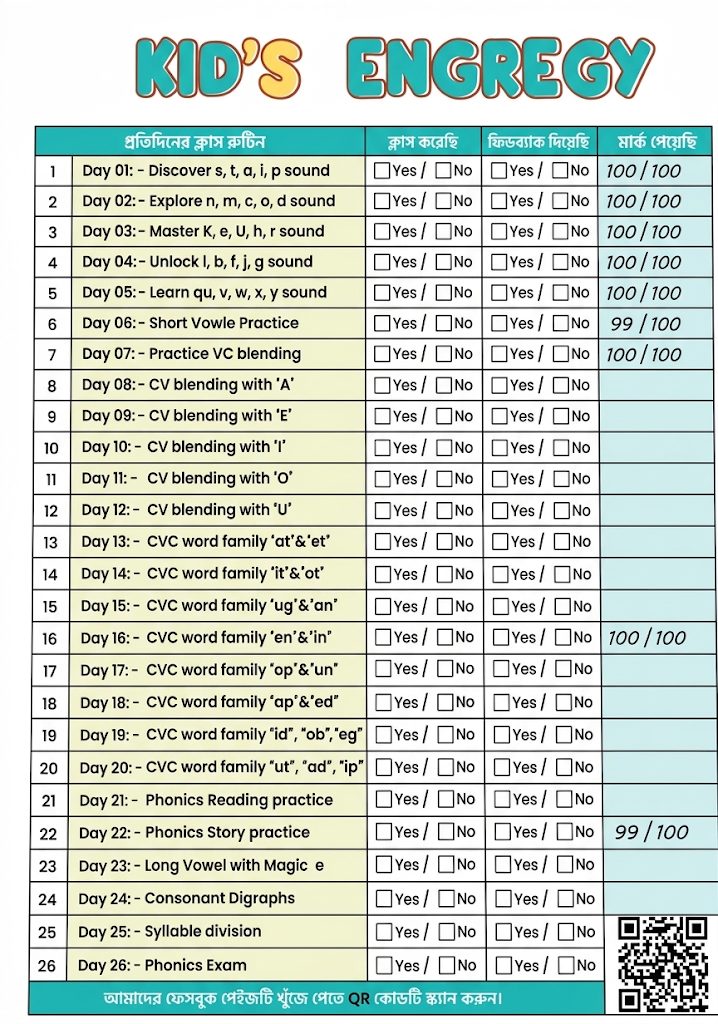 KID'S ENGREGY
প্রতিদিনের ক্লাস রুটিন ক্লাস করেছি ফিডব্যাক দিয়েছি মার্ক পেয়েছি
1 Day 01:- Discover s, t, a, i, p sound Yes / No Yes / No 100 / 100
2 Day 02:- Explore n, m, c, o, d sound Yes / No Yes / No 100 / 100
3 Day 03:- Master K, e, U, h, r sound Yes / No Yes / No 100 / 100
4 Day 04:- Unlock l, b, f, j, g sound Yes / No Yes / No 100 / 100
5 Day 05:- Learn qu, v, w, x, y sound Yes / No Yes / No 100 / 100
6 Day 06:- Short Vowle Practice Yes / No Yes / No 99 / 100
7 Day 07:- Practice VC blending Yes / No Yes / No 100 / 100
8 Day 08:- CV blending with 'A' Yes / No Yes / No
9 Day 09:- CV blending with 'E' Yes / No Yes / No
10 Day 10:- CV blending with 'I' Yes / No Yes / No
11 Day 11:- CV blending with 'O' Yes / No Yes / No
12 Day 12:- CV blending with 'U' Yes / No Yes / No
13 Day 13:- CVC word family 'at'&'et' Yes / No Yes / No
14 Day 14:- CVC word family 'it'&'ot' Yes / No Yes / No
15 Day 15:- CVC word family 'ug'&'an' Yes / No Yes / No
16 Day 16:- CVC word family 'en'&'in' Yes / No Yes / No 100 / 100
17 Day 17:- CVC word family "op"&"un" Yes / No Yes / No
18 Day 18:- CVC word family 'ap'&'ed' Yes / No Yes / No
19 Day 19:- CVC word family "id", "ob","eg" Yes / No Yes / No
20 Day 20:- CVC word family "ut", "ad", "ip" Yes / No Yes / No
21 Day 21:- Phonics Reading practice Yes / No Yes / No
22 Day 22:- Phonics Story practice Yes / No Yes / No 99 / 100
23 Day 23:- Long Vowel with Magic e Yes / No Yes / No
24 Day 24:- Consonant Digraphs Yes / No Yes / No
25 Day 25:- Syllable division Yes / No Yes / No
26 Day 26:- Phonics Exam Yes / No Yes / No
আমাদের ফেসবুক পেইজটি খুঁজে পেতে QR কোডটি স্ক্যান করুন।